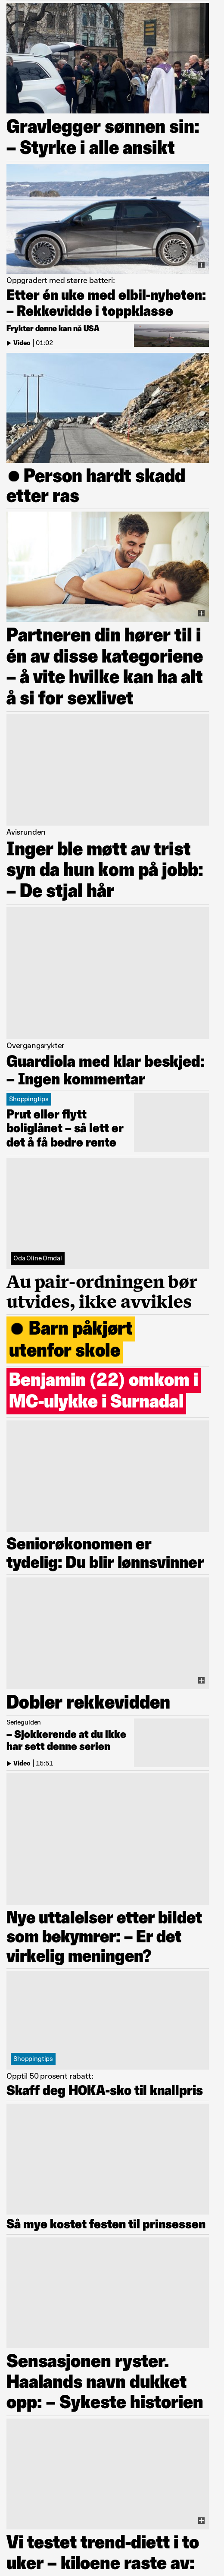 Gravlegger sønnen sin:
– Styrke i alle ansikt
Oppgradert med større batteri:
Etter én uke med elbil-nyheten:
– Rekkevidde i toppklasse
Frykter denne kan nå USA
Video | 01:02
● Person hardt skadd
etter ras
Partneren din hører til i
én av disse kategoriene
– å vite hvilke kan ha alt
å si for sexlivet
Avisrunden
Inger ble møtt av trist
syn da hun kom på jobb:
– De stjal hår
Overgangsrykter
Guardiola med klar beskjed:
– Ingen kommentar
Shoppingtips
Prut eller flytt
boliglånet – så lett er
det å få bedre rente
Oda Oline Omdal
Au pair-ordningen bør
utvides, ikke avvikles
● Barn påkjørt
utenfor skole
Benjamin (22) omkom i
MC-ulykke i Surnadal
Seniorøkonomen er
tydelig: Du blir lønnsvinner
Dobler rekkevidden
Serieguiden
– Sjokkerende at du ikke
har sett denne serien
Video | 15:51
Nye uttalelser etter bildet
som bekymrer: – Er det
virkelig meningen?
Shoppingtips
Opptil 50 prosent rabatt:
Skaff deg HOKA-sko til knallpris
Så mye kostet festen til prinsessen
Sensasjonen ryster.
Haalands navn dukket
opp: – Sykeste historien
Vi testet trend-diett i to
uker – kiloene raste av: